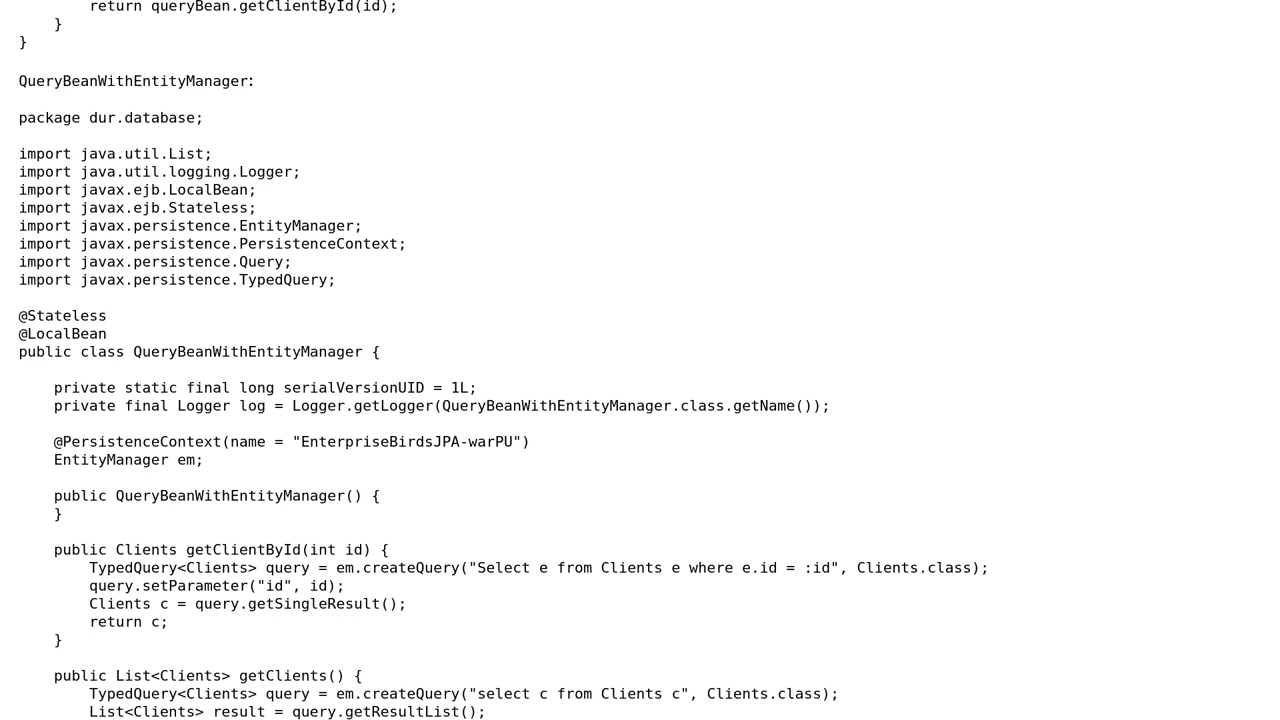 return queryBean.getClientById(id);
    }
}
QueryBeanWithEntityManager:
package dur.database;
import java.util.List;
import java.util.logging.Logger;
import javax.ejb.LocalBean;
import javax.ejb.Stateless;
import javax.persistence.EntityManager;
import javax.persistence.PersistenceContext;
import javax.persistence.Query;
import javax.persistence.TypedQuery;
@Stateless
@LocalBean
public class QueryBeanWithEntityManager {
    private static final long serialVersionUID = 1L;
    private final Logger log = Logger.getLogger(QueryBeanWithEntityManager.class.getName());
    @PersistenceContext(name = "EnterpriseBirdsJPA-warPU")
    EntityManager em;
    public QueryBeanWithEntityManager() {
    }
    public Clients getClientById(int id) {
        TypedQuery<Clients> query = em.createQuery("Select e from Clients e where e.id = :id", Clients.class);
        query.setParameter("id", id);
        Clients c = query.getSingleResult();
        return c;
    }
    public List<Clients> getClients() {
        TypedQuery<Clients> query = em.createQuery("select c from Clients c", Clients.class);
        List<Clients> result = query.getResultList();